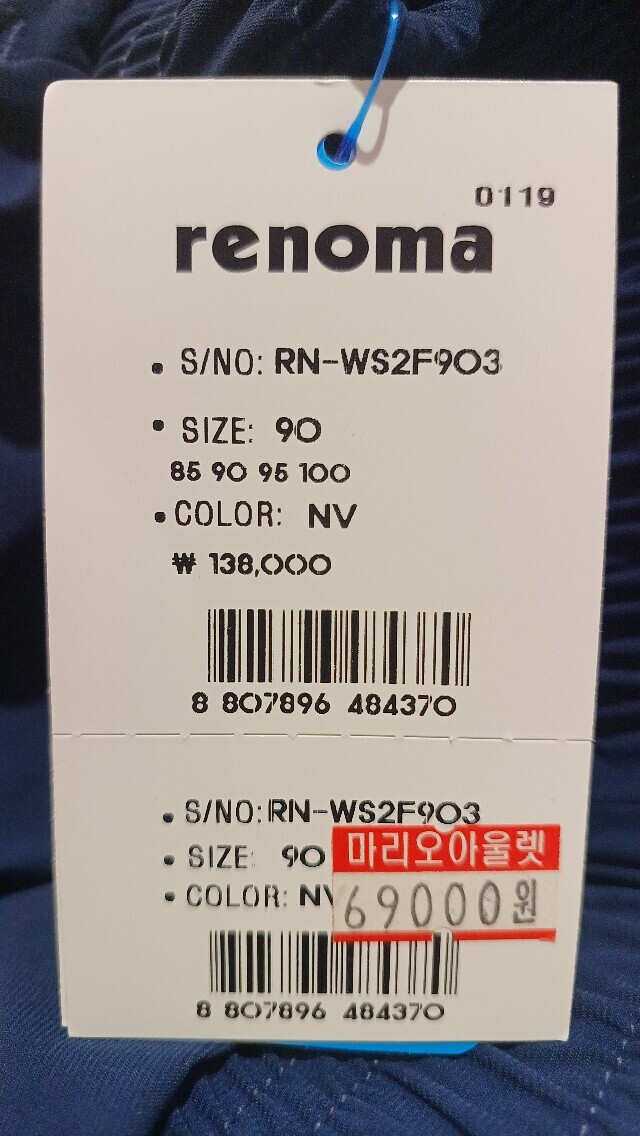 0119
renoma
• S/NO: RN-WS2F903
• SIZE: 90
85 90 95 100
• COLOR: NV
₩ 138,000
8 807896 484370
• S/NO: RN-WS2F903
• SIZE: 90
마리오아울렛
• COLOR: NV
69000원
8 807896 484370